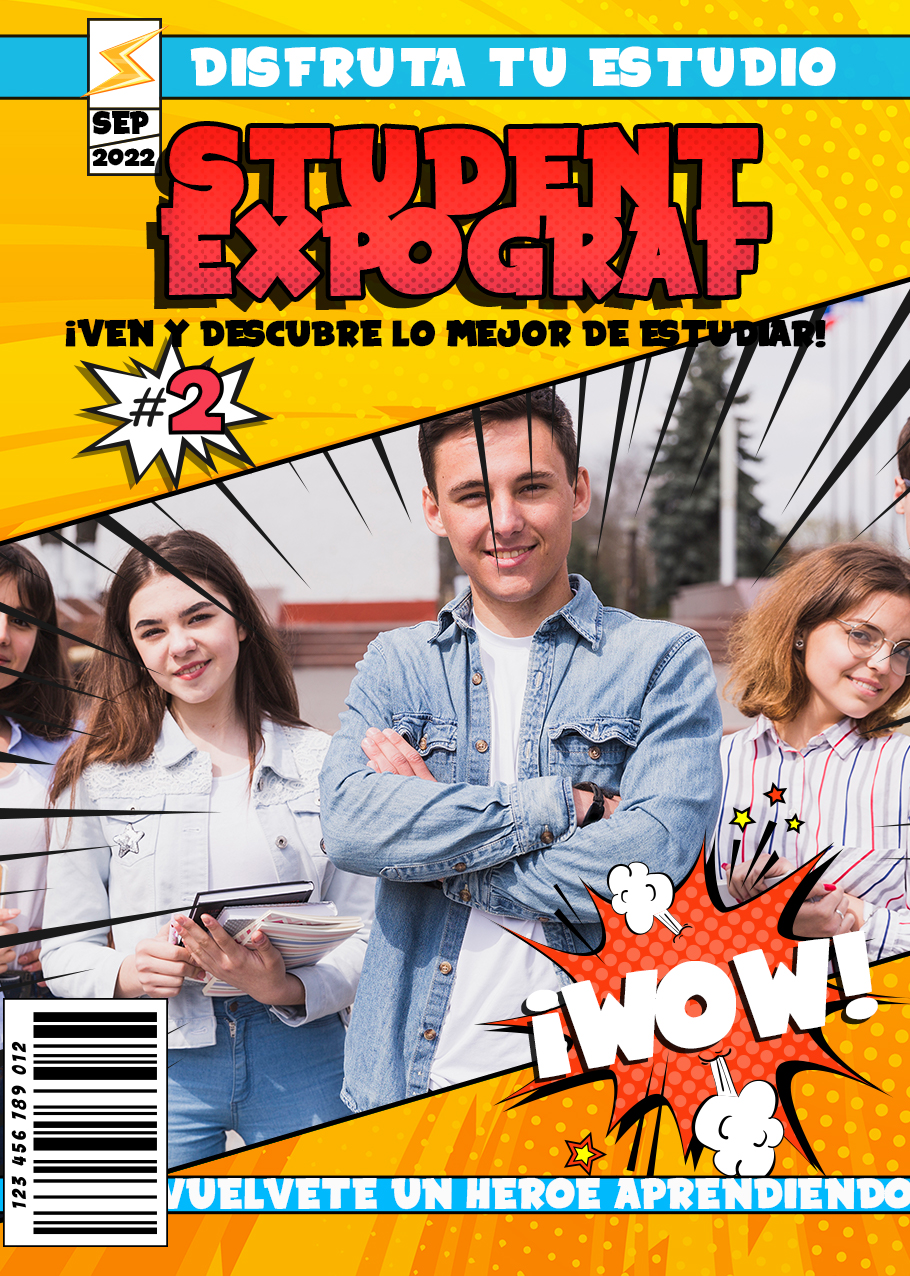 DISFRUTA TU ESTUDIO
SEP
2022
STUDENT
EXPOGRAF
¡VEN Y DESCUBRE LO MEJOR DE ESTUDIAR!
#2
¡WOW!
123 456 789 012
VUELVETE UN HEROE APRENDIENDO